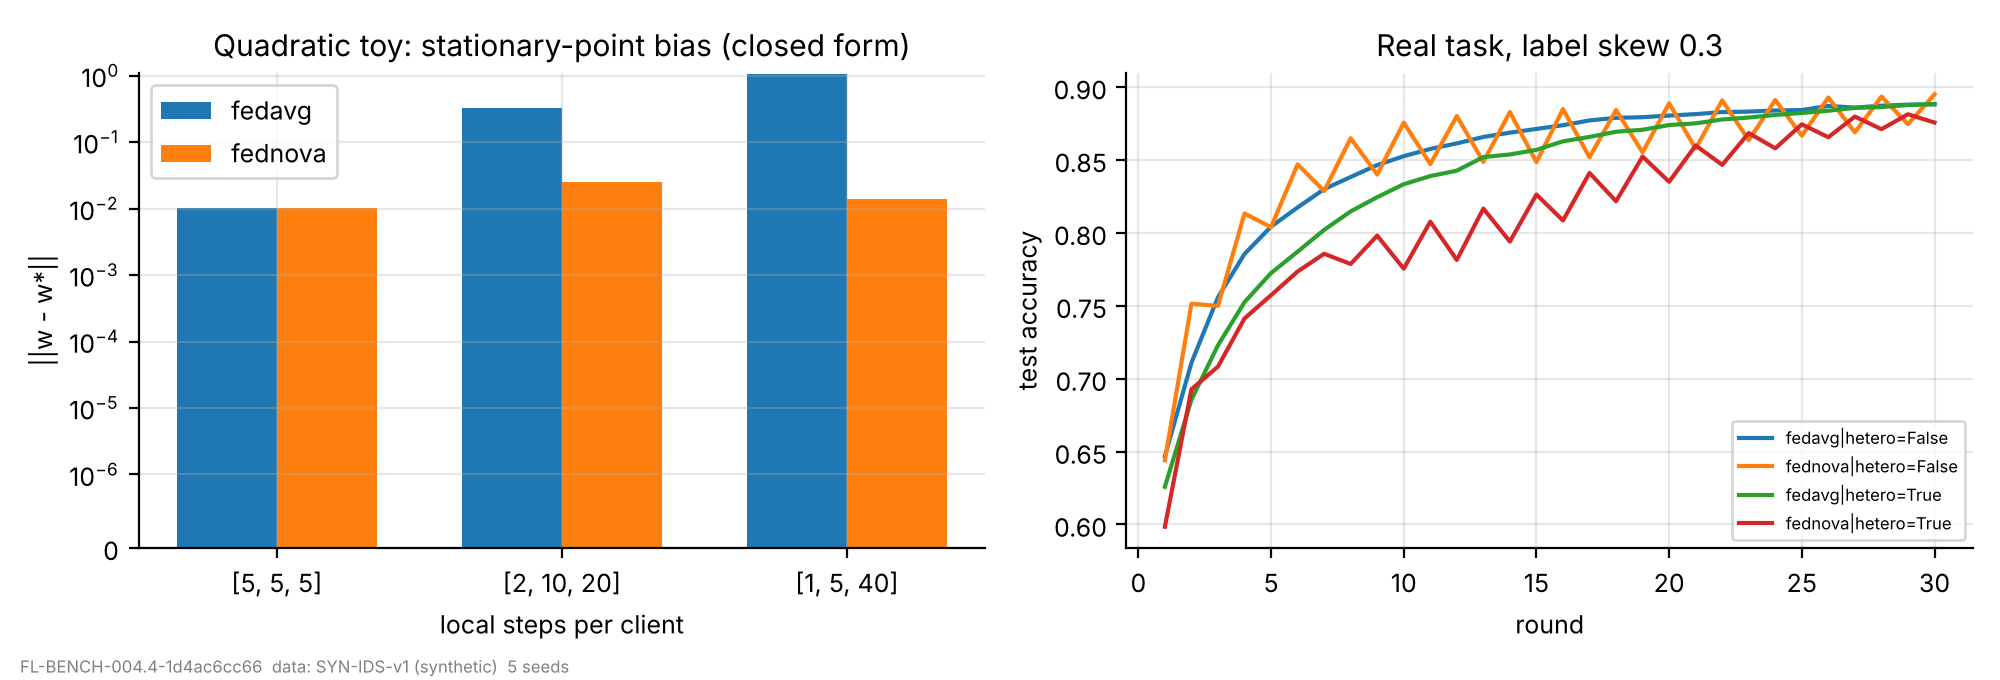 Quadratic toy: stationary-point bias (closed form)
||w - w*||
10⁰
10⁻¹
10⁻²
10⁻³
10⁻⁴
10⁻⁵
10⁻⁶
0
fedavg
fednova
[5, 5, 5]
[2, 10, 20]
[1, 5, 40]
local steps per client
Real task, label skew 0.3
test accuracy
0.90
0.85
0.80
0.75
0.70
0.65
0.60
fedavg|hetero=False
fednova|hetero=False
fedavg|hetero=True
fednova|hetero=True
0
5
10
15
20
25
30
round
FL-BENCH-004.4-1d4ac6cc66 data: SYN-IDS-v1 (synthetic) 5 seeds